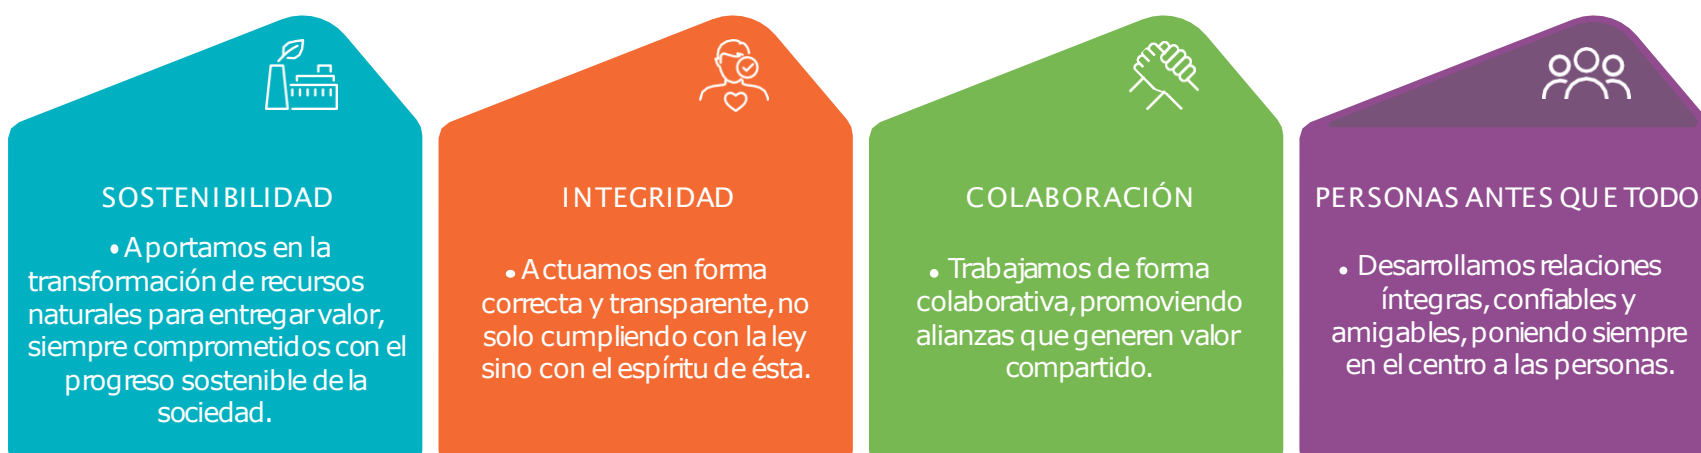 SOSTENIBILIDAD
• Aportamos en la
transformación de recursos
naturales para entregar valor,
siempre comprometidos con el
progreso sostenible de la
sociedad.
INTEGRIDAD
• Actuamos en forma
correcta y transparente, no
solo cumpliendo con la ley
sino con el espíritu de ésta.
COLABORACIÓN
• Trabajamos de forma
colaborativa, promoviendo
alianzas que generen valor
compartido.
PERSONAS ANTES QUE TODO
• Desarrollamos relaciones
íntegras, confiables y
amigables, poniendo siempre
en el centro a las personas.